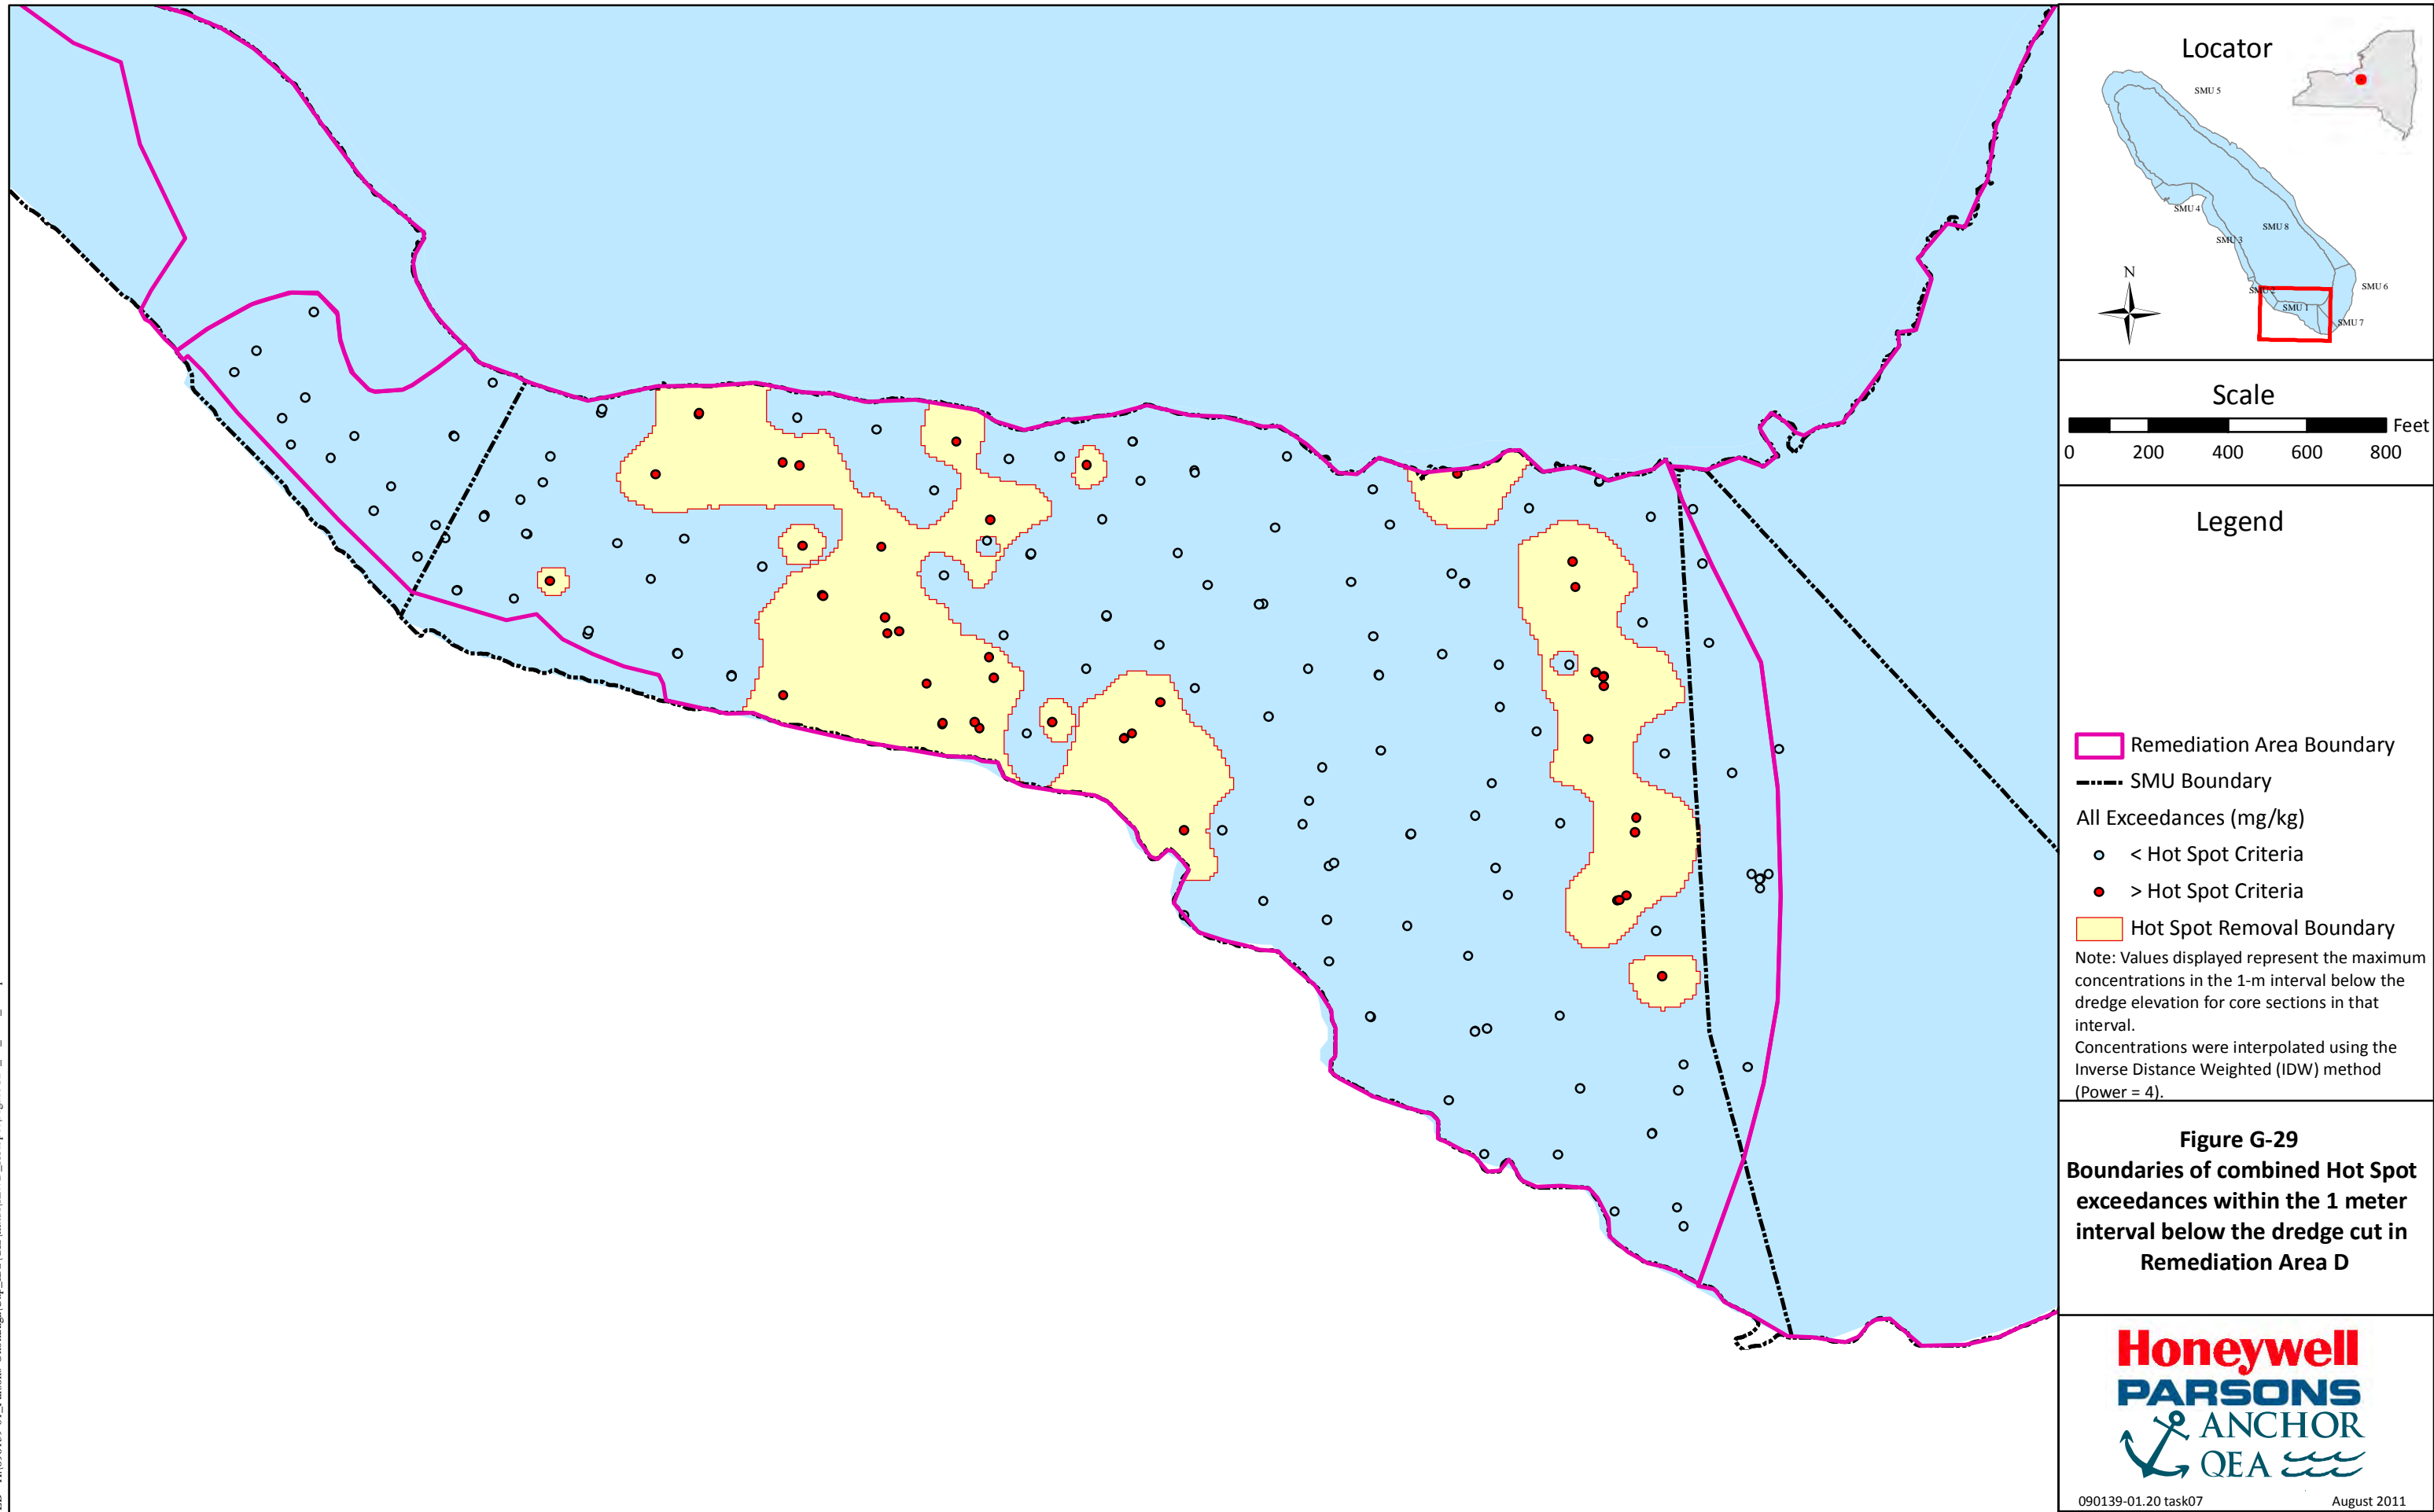 Locator
SMU 5
SMU 4
SMU 8
SMU 3
N
SMU 2
SMU 6
SMU 1
SMU 7
Scale
Feet
0 200 400 600 800
Legend
Remediation Area Boundary
SMU Boundary
All Exceedances (mg/kg)
< Hot Spot Criteria
> Hot Spot Criteria
Hot Spot Removal Boundary
Note: Values displayed represent the maximum
concentrations in the 1-m interval below the
dredge elevation for core sections in that
interval.
Concentrations were interpolated using the
Inverse Distance Weighted (IDW) method
(Power = 4).
Figure G-29
Boundaries of combined Hot Spot
exceedances within the 1 meter
interval below the dredge cut in
Remediation Area D
Honeywell
PARSONS
ANCHOR
QEA
090139-01.20 task07 August 2011